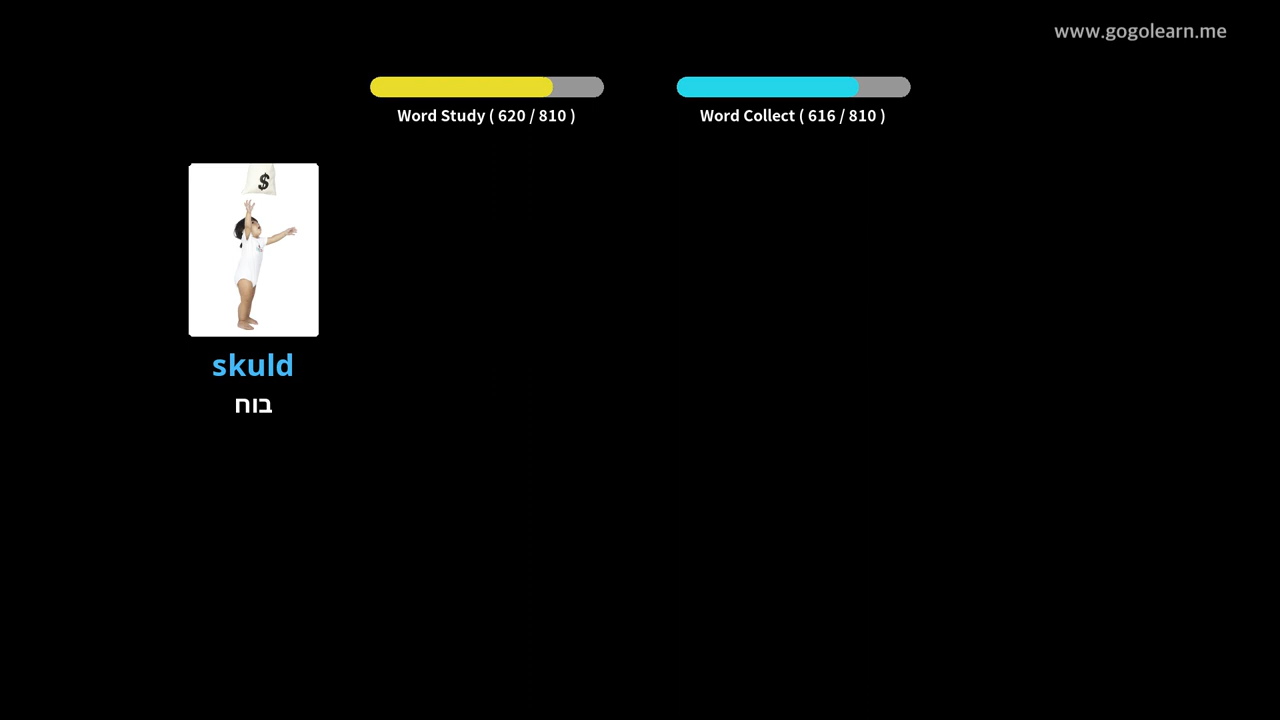 www.gogolearn.me
Word Study ( 620 / 810 )
Word Collect ( 616 / 810 )
$
skuld
בוח